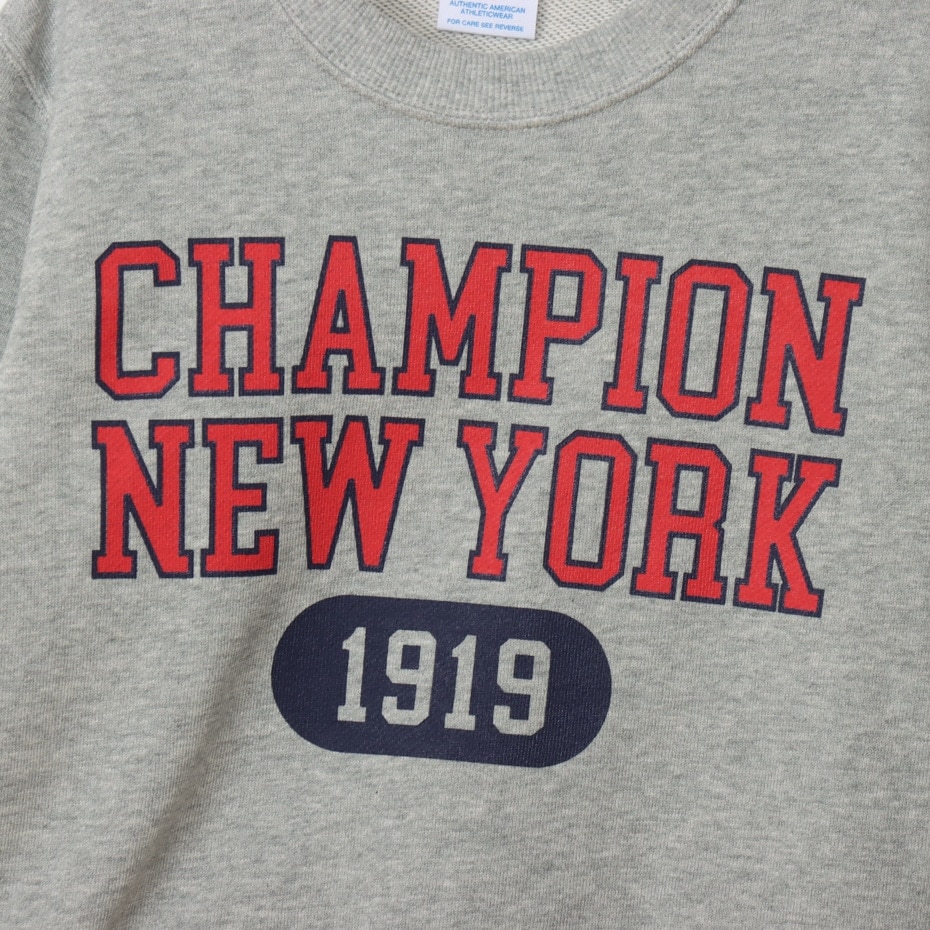 AUTHENTIC AMERICAN
ATHLETICWEAR
FOR CARE SEE REVERSE
CHAMPION
NEW YORK
1919